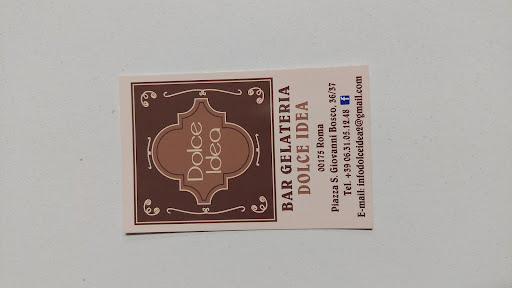 Dolce
Idea
BAR GELATERIA
DOLCE IDEA
00175 Roma
Piazza S. Giovanni Bosco, 36/37
Tel. +39 06.31.05.12.48 f
E-mail: infodolceidea2@gmail.com